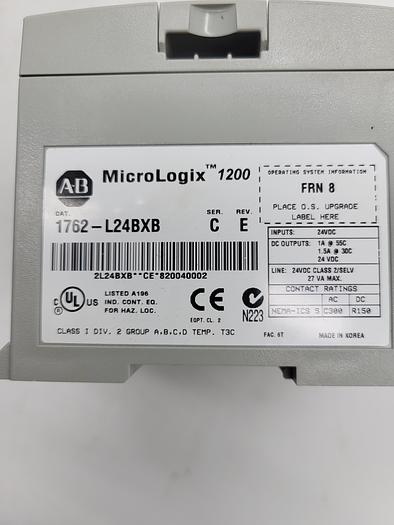 AB
MicroLogix™ 1200
CAT. SER. REV.
1762-L24BXB C E
2L24BXB**CE*820040002
OPERATING SYSTEM INFORMATION
FRN 8
PLACE O.S. UPGRADE
LABEL HERE
INPUTS: 24VDC
DC OUTPUTS: 1A @ 55C
1.5A @ 30C
24 VDC
LINE: 24VDC CLASS 2/SELV
27 VA MAX.
CONTACT RATINGS
AC DC
NEMA-ICS 5 C300 R150
C UL US
LISTED A196
IND. CONT. EQ.
FOR HAZ. LOC.
CE
EQPT. CL. 2
N223
CLASS I DIV. 2 GROUP A,B,C,D TEMP. T3C
FAC. 6T
MADE IN KOREA